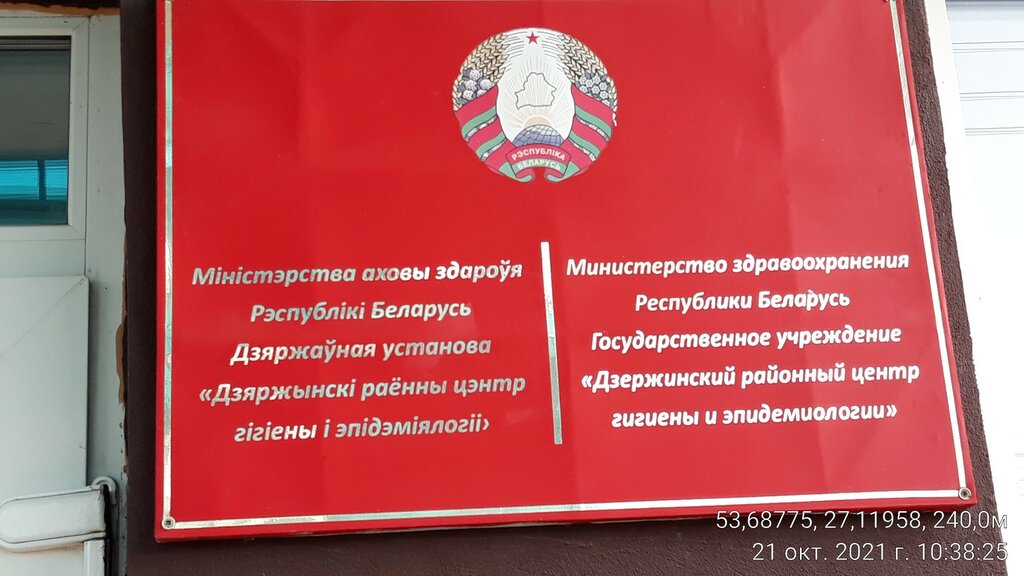 РЭСПУБЛІКА
БЕЛАРУСЬ
Міністэрства аховы здароўя
Рэспублікі Беларусь
Дзяржаўная установа
«Дзяржынскі раённы цэнтр
гігіены і эпідэміялогіі›
Министерство здравоохранения
Республики Беларусь
Государственное учреждение
«Дзержинский районный центр
гигиены и эпидемиологии»
53,68775, 27,11958, 240,0м
21 окт. 2021 г. 10:38:25